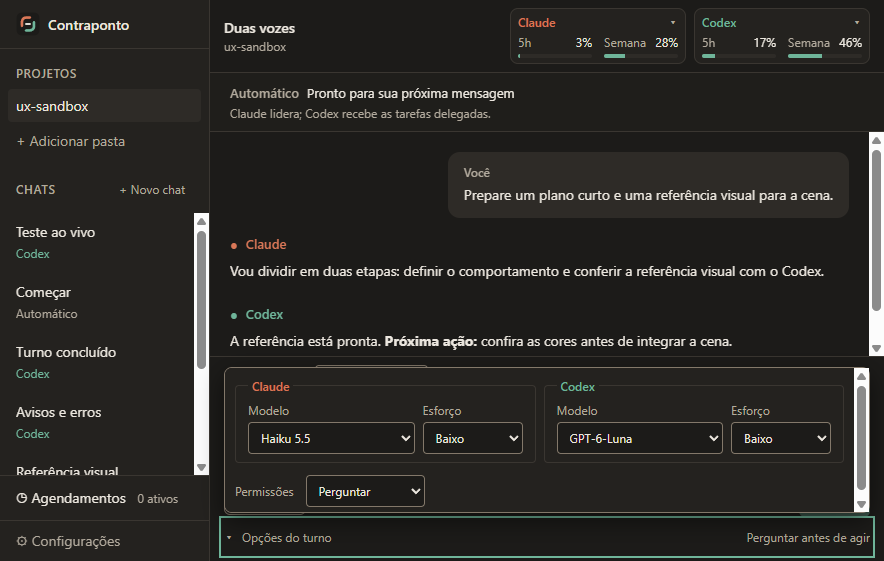 Contraponto
PROJETOS
ux-sandbox
+ Adicionar pasta
CHATS + Novo chat
Teste ao vivo
Codex
Começar
Automático
Turno concluído
Codex
Avisos e erros
Codex
Referência visual
Agendamentos 0 ativos
Configurações
Duas vozes
ux-sandbox
Claude
5h 3% Semana 28%
Codex
5h 17% Semana 46%
Automático Pronto para sua próxima mensagem
Claude lidera; Codex recebe as tarefas delegadas.
Você
Prepare um plano curto e uma referência visual para a cena.
Claude
Vou dividir em duas etapas: definir o comportamento e conferir a referência visual com o Codex.
Codex
A referência está pronta. Próxima ação: confira as cores antes de integrar a cena.
Claude
Modelo Esforço
Haiku 5.5 Baixo
Codex
Modelo Esforço
GPT-6-Luna Baixo
Permissões Perguntar
Opções do turno Perguntar antes de agir